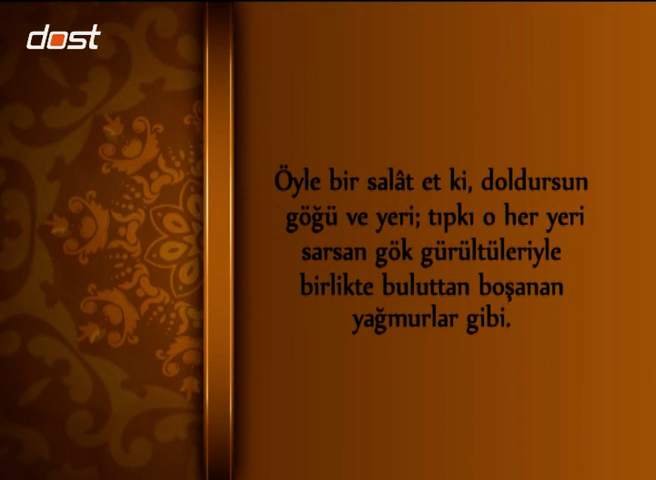 dost
Öyle bir salât et ki, doldursun
göğü ve yeri; tıpkı o her yeri
sarsan gök gürültüleriyle
birlikte buluttan boşanan
yağmurlar gibi.